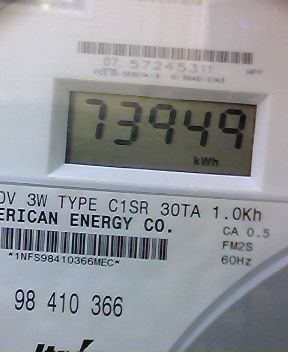 07 57245311
73949
kWh
0V 3W TYPE C1SR 30TA 1.0Kh
ERICAN ENERGY CO.
CA 0.5
FM2S
*1NFS98410366MEC*
60Hz
98 410 366